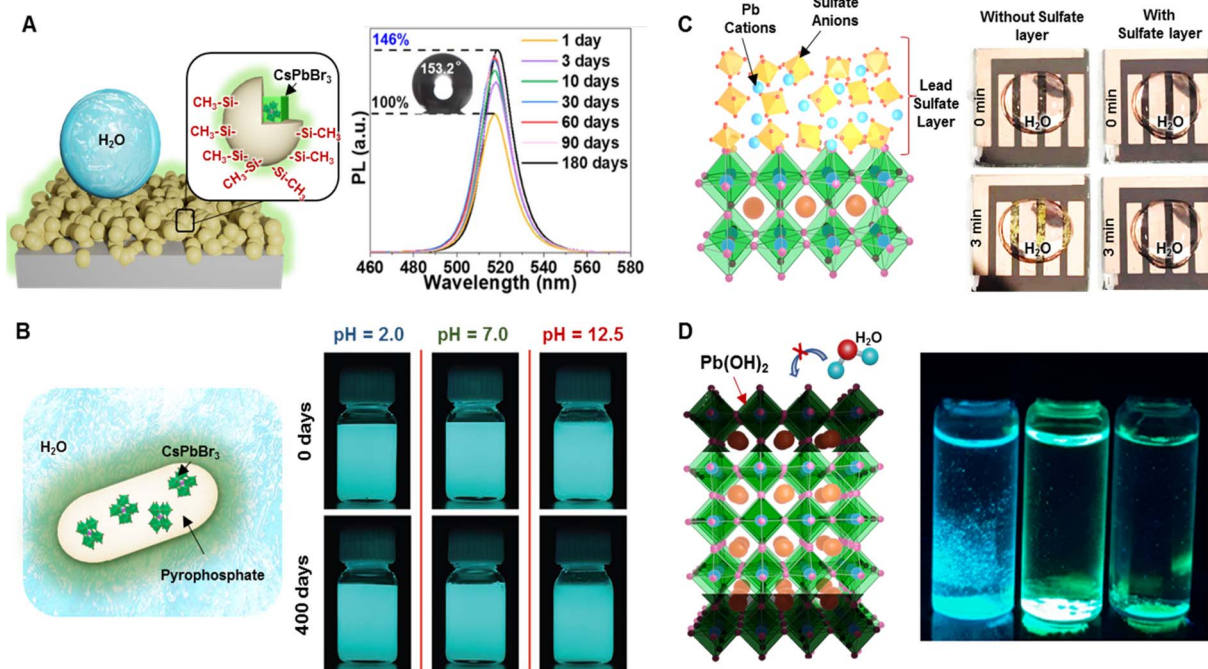 A
H₂O
CsPbBr₃
CH₃-Si-
CH₃-Si-
CH₃-Si-
CH₃-Si-
CH₃-Si-
-Si-CH₃
-Si-CH₃
-Si-CH₃
146%
100%
153.2°
1 day
3 days
10 days
30 days
60 days
90 days
180 days
PL (a.u.)
460 480 500 520 540 560 580
Wavelength (nm)
B
H₂O
CsPbBr₃
Pyrophosphate
pH = 2.0
pH = 7.0
pH = 12.5
0 days
400 days
C
Pb
Cations
Sulfate
Anions
Lead
Sulfate
Layer
Without Sulfate
layer
With
Sulfate layer
0 min
H₂O
0 min
H₂O
3 min
H₂O
3 min
H₂O
D
Pb(OH)₂
H₂O